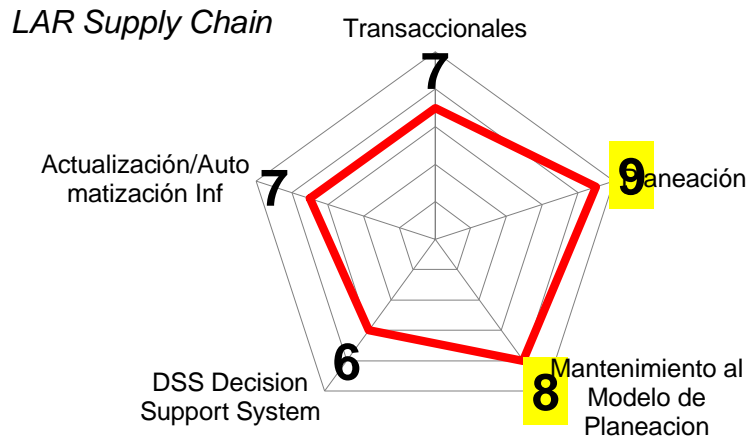 LAR Supply Chain
Transaccionales
7
Actualización/Auto
matización Inf
7
9
Planeación
DSS Decision
Support System
6
8
Mantenimiento al
Modelo de
Planeacion